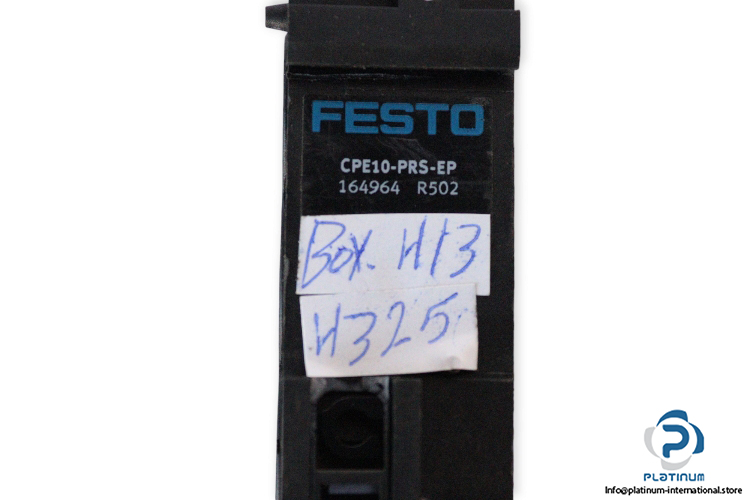 FESTO
CPE10-PRS-EP
164964 R502
Box. H13
H325
PLATINUM
Info@platinum-international.store